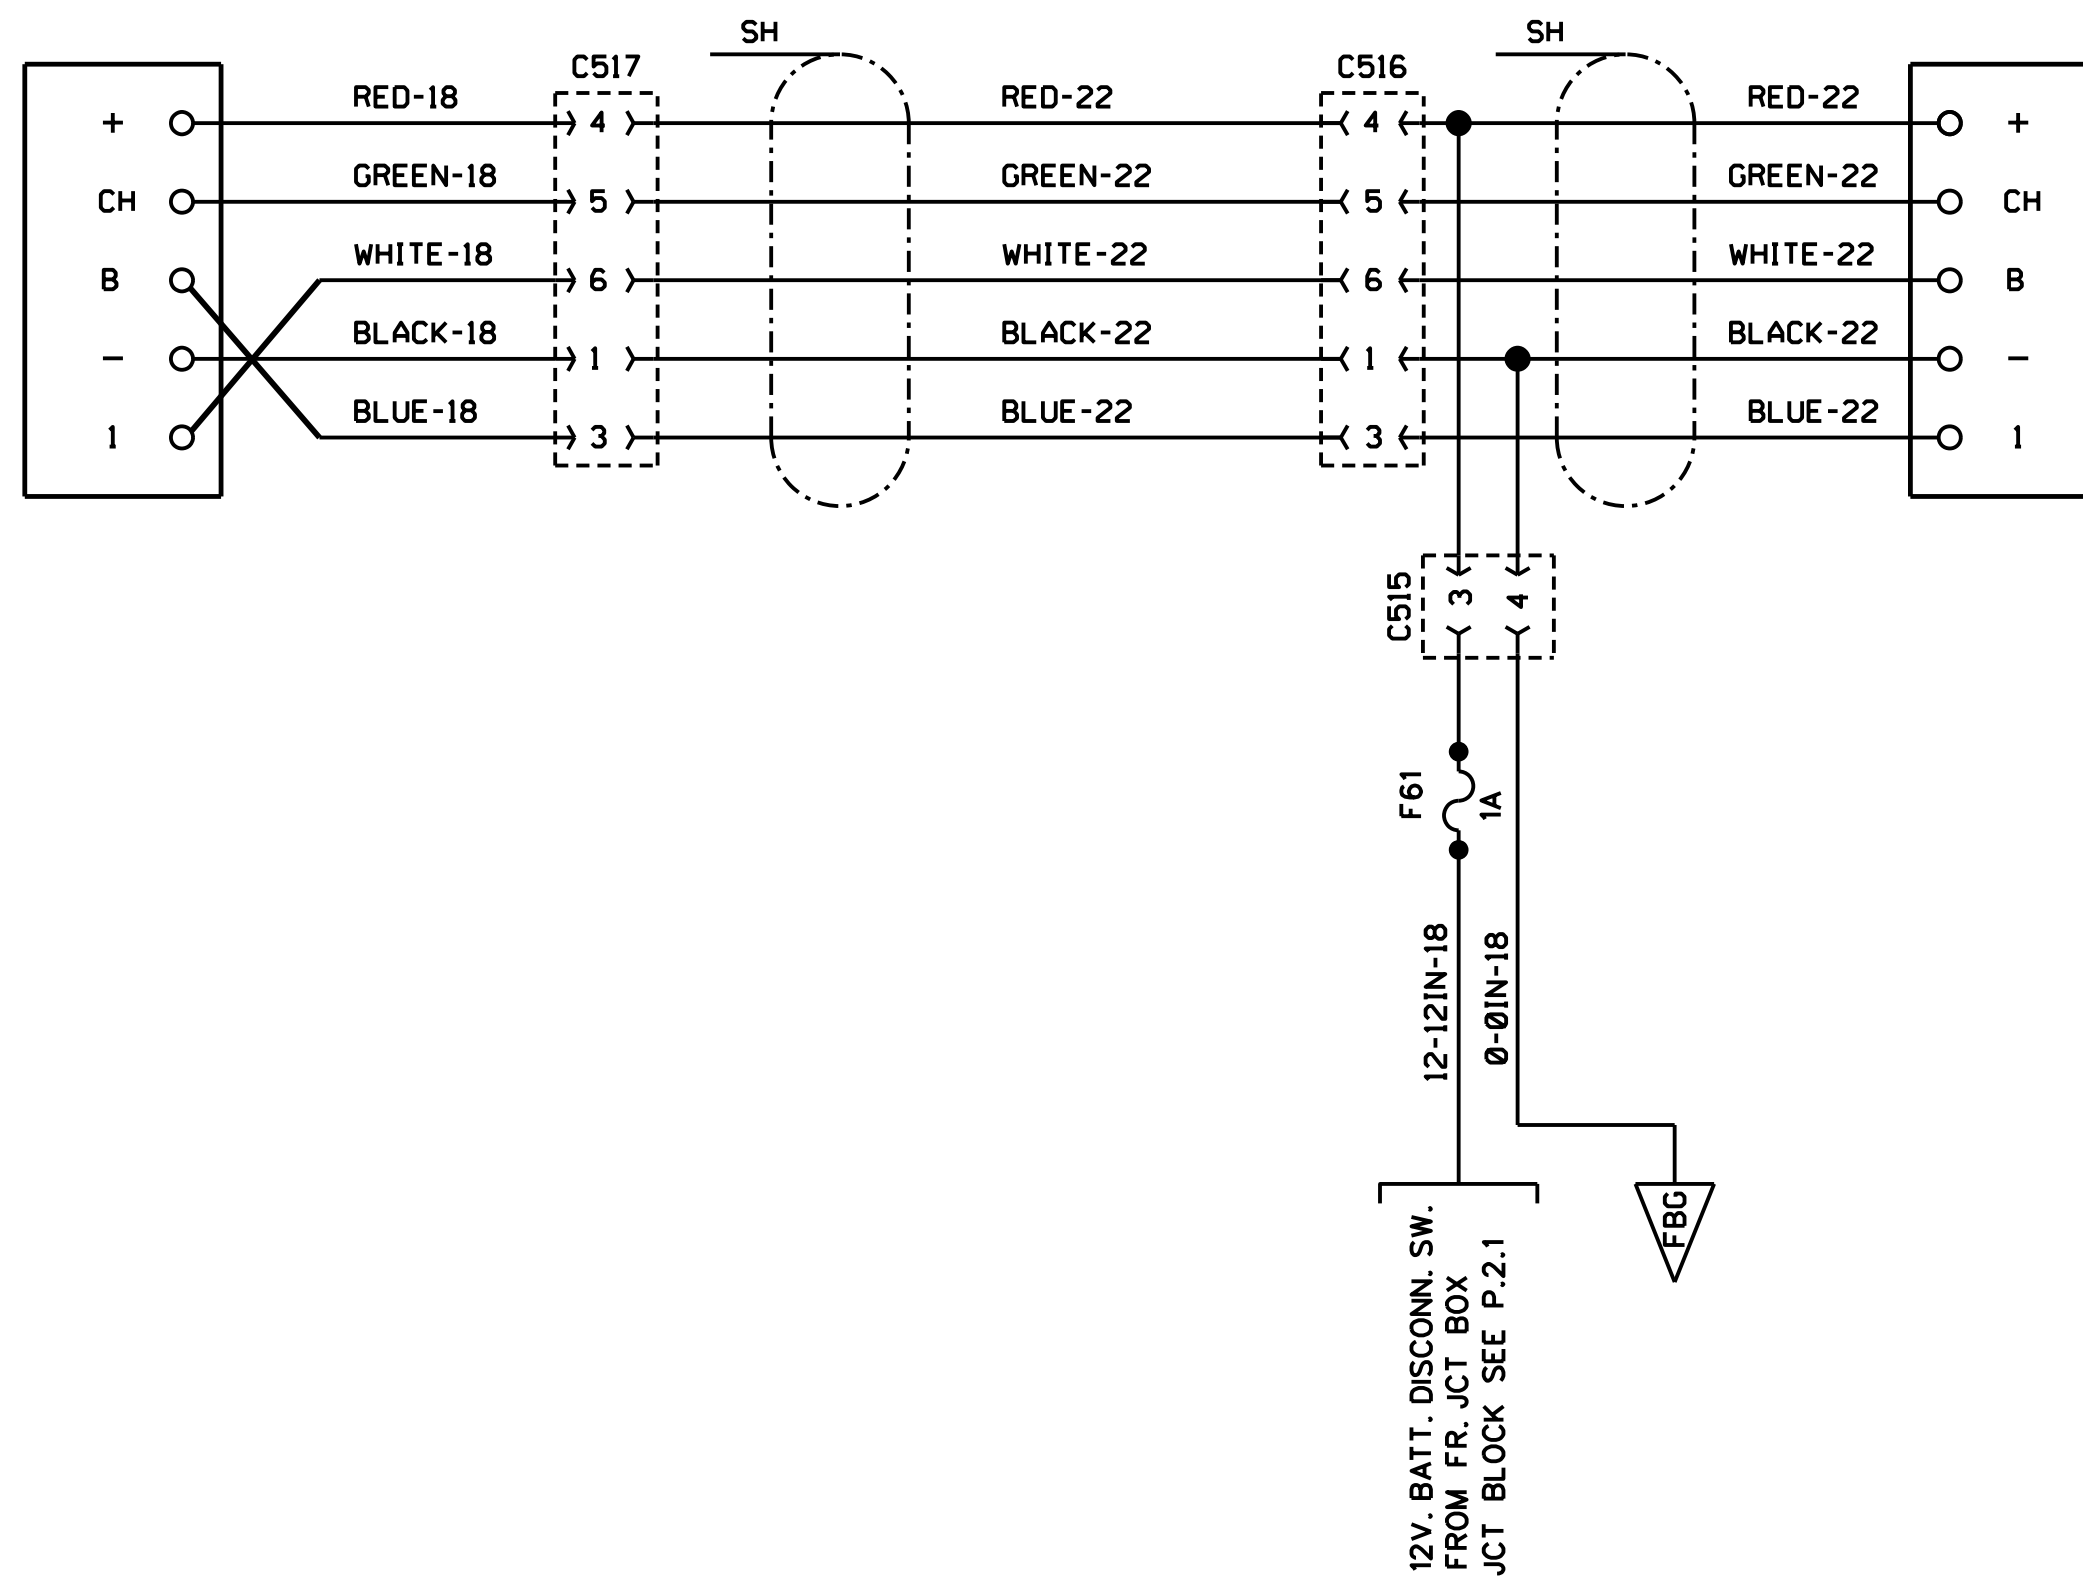 SH SH
C517 C516
RED-18 RED-22 RED-22
+ 4 4 +
GREEN-18 GREEN-22 GREEN-22
CH 5 5 CH
WHITE-18 WHITE-22 WHITE-22
B 6 6 B
BLACK-18 BLACK-22 BLACK-22
- 1 1 -
BLUE-18 BLUE-22 BLUE-22
1 3 3 1
C515
3 4
F61
1A
12-12IN-18
0-0IN-18
12V. BATT. DISCONN. SW.
FROM FR. JCT BOX
JCT BLOCK SEE P.2.1
FBG